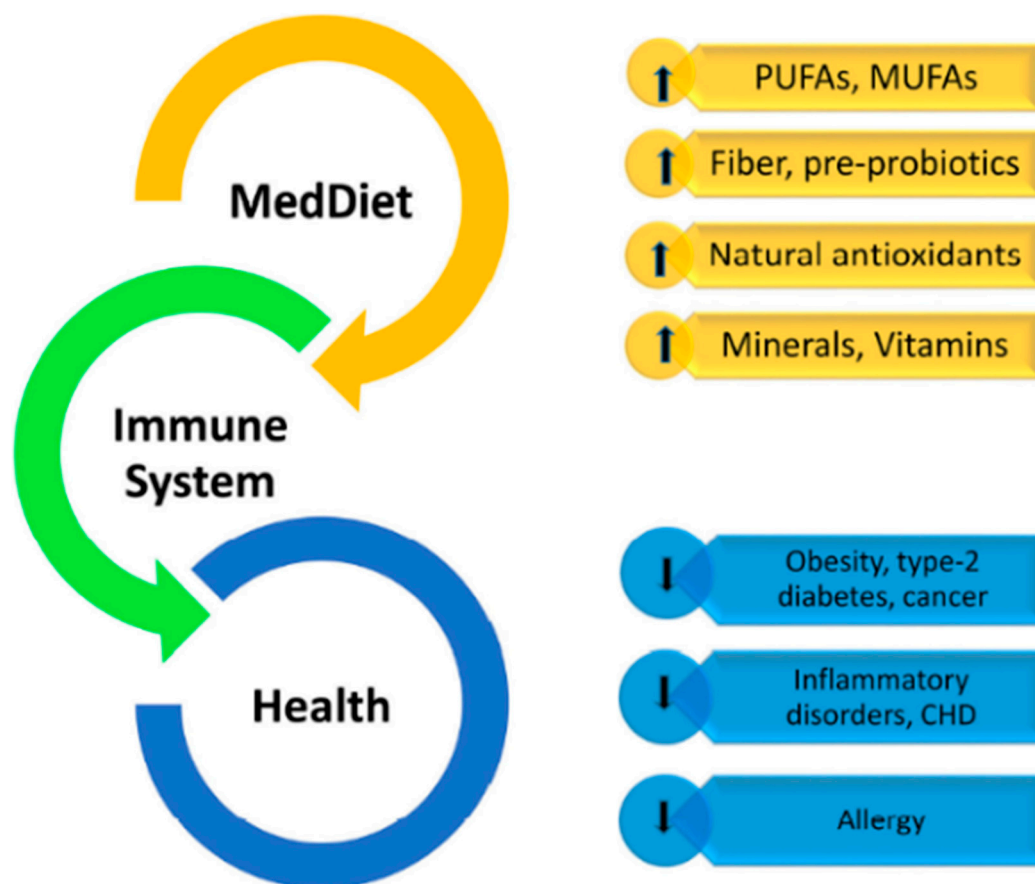 MedDiet
Immune
System
Health
PUFAs, MUFAs
Fiber, pre-probiotics
Natural antioxidants
Minerals, Vitamins
Obesity, type-2
diabetes, cancer
Inflammatory
disorders, CHD
Allergy